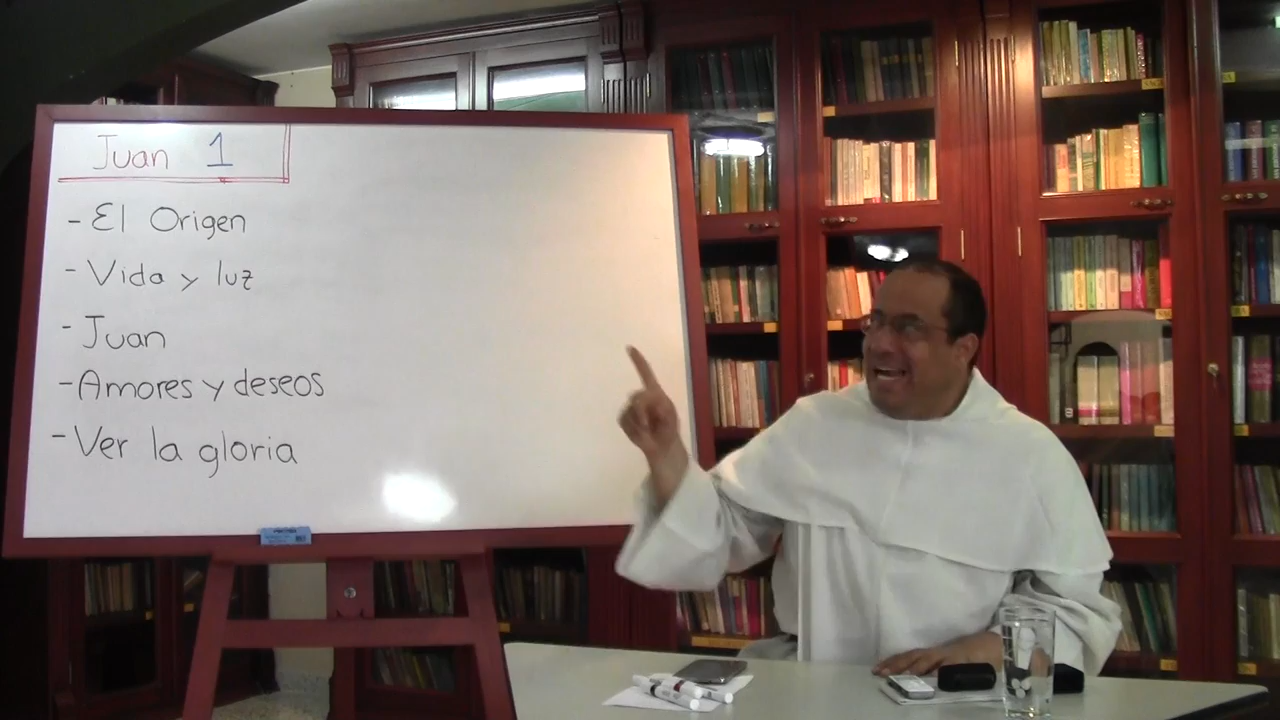 Juan 1
- El Origen
- Vida y luz
- Juan
- Amores y deseos
- Ver la gloria